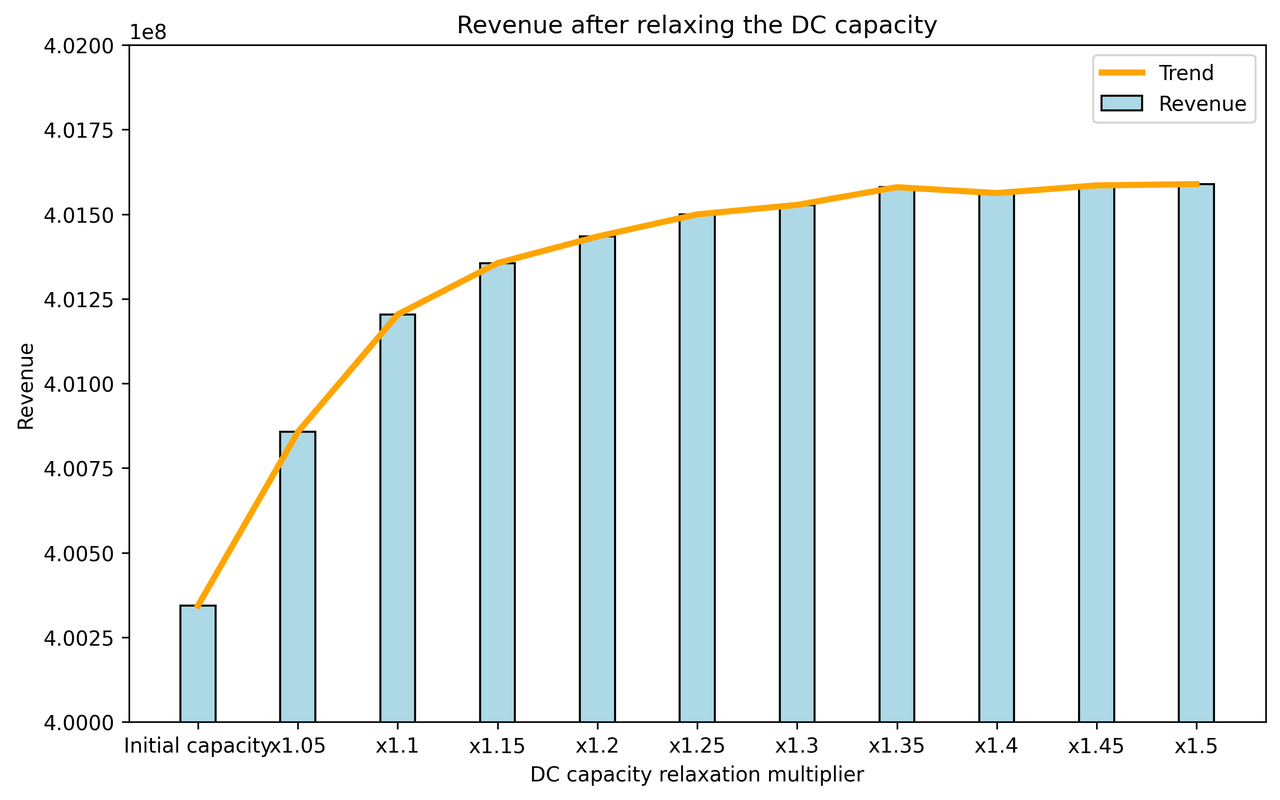 Revenue after relaxing the DC capacity
1e8
4.0200
4.0175
4.0150
4.0125
4.0100
4.0075
4.0050
4.0025
4.0000
Revenue
Trend
Revenue
Initial capacity x1.05 x1.1 x1.15 x1.2 x1.25 x1.3 x1.35 x1.4 x1.45 x1.5
DC capacity relaxation multiplier